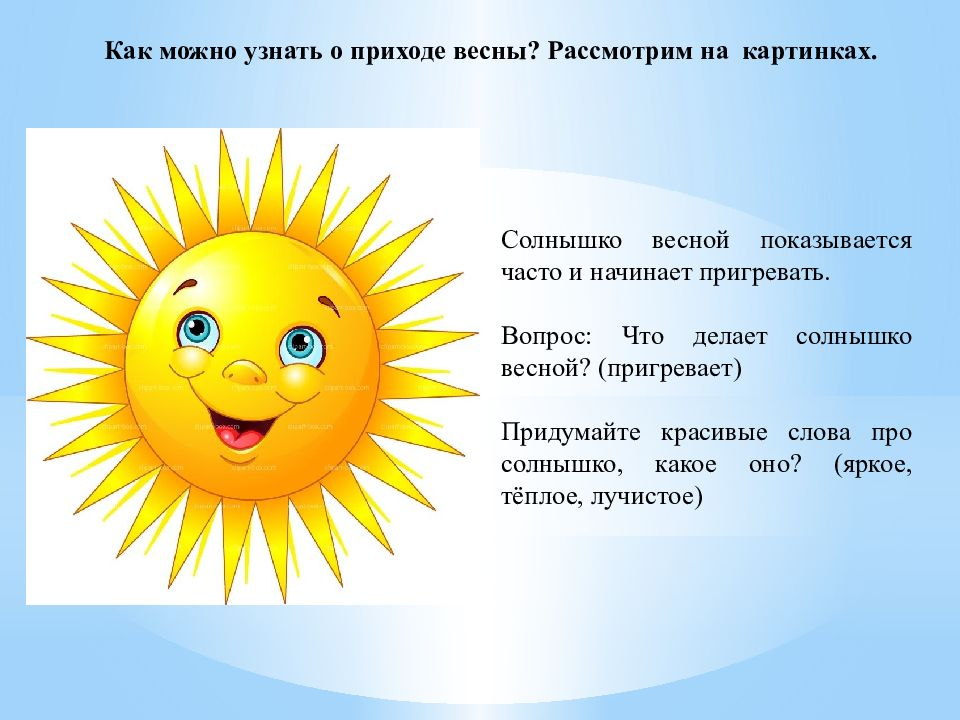 Как можно узнать о приходе весны? Рассмотрим на картинках.
Солнышко весной показывается
часто и начинает пригревать.
Вопрос: Что делает солнышко
весной? (пригревает)
Придумайте красивые слова про
солнышко, какое оно? (яркое,
тёплое, лучистое)